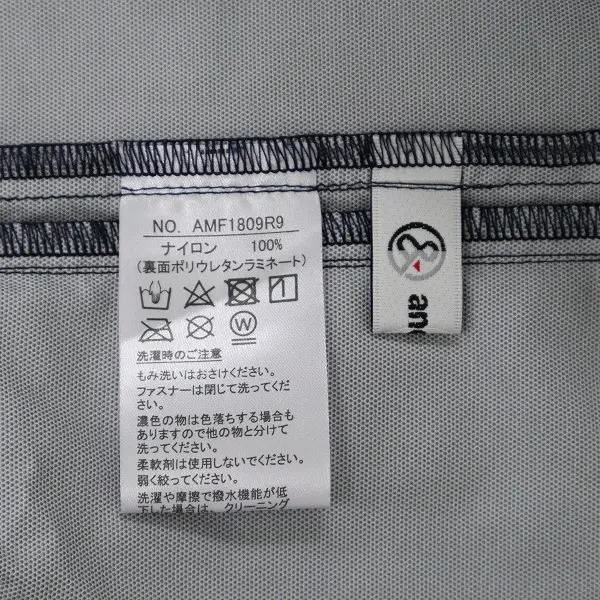 NO. AMF1809R9
ナイロン 100%
(裏面ポリウレタンラミネート)
W
洗濯時のご注意
もみ洗いはおさけください。
ファスナーは閉じて洗ってくだ
さい。
濃色の物は色落ちする場合も
ありますので他の物と分けて
洗ってください。
柔軟剤は使用しないでください。
弱く絞ってください。
洗濯や摩擦で撥水機能が低
下した場合は、クリーニング
and